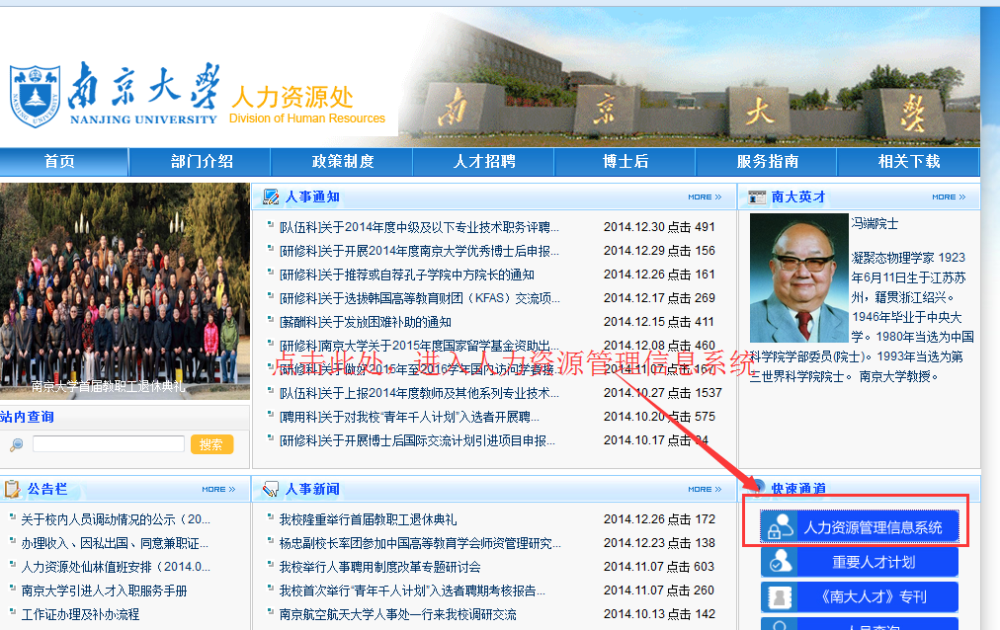 南京大學
NANJING UNIVERSITY
人力资源处
Division of Human Resources
南 京 大 學
首页 部门介绍 政策制度 人才招聘 博士后 服务指南 相关下载
南京大学首届教职工退休典礼
站内查询
搜索
人事通知 MORE »
[队伍科]关于2014年度中级及以下专业技术职务评聘... 2014.12.30 点击 491
[研修科]关于开展2014年度南京大学优秀博士后申报... 2014.12.29 点击 156
[研修科]关于推荐或自荐孔子学院中方院长的通知 2014.12.26 点击 161
[研修科]关于选拔韩国高等教育财团（KFAS）交流项... 2014.12.17 点击 269
[薪酬科]关于发放困难补助的通知 2014.12.15 点击 411
[研修科]南京大学关于2015年度国家留学基金资助出... 2014.12.08 点击 460
[研修科]关于做好2015年至2016学年国内访问学者接... 2014.11.07 点击
[队伍科]关于上报2014年度教师及其他系列专业技术... 2014.10.27 点击 1537
[聘用科]关于对我校“青年千人计划”入选者开展聘... 2014.10.20 点击 575
[研修科]关于开展博士后国际交流计划引进项目申报... 2014.10.17 点击
点击此处，进入人力资源管理信息系统
南大英才 MORE »
冯端院士
凝聚态物理学家 1923
年6月11日生于江苏苏
州，籍贯浙江绍兴。
1946年毕业于中央大
学。1980年当选为中国
科学院学部委员(院士)。1993年当选为第
三世界科学院院士。 南京大学教授。
公告栏 MORE »
关于校内人员调动情况的公示（20...
办理收入、因私出国、同意兼职证...
人力资源处仙林值班安排（2014.0...
南京大学引进人才入职服务手册
工作证办理及补办流程
人事新闻 MORE »
我校隆重举行首届教职工退休典礼 2014.12.26 点击 172
杨忠副校长率团参加中国高等教育学会师资管理研究... 2014.12.23 点击 138
我校举行人事聘用制度改革专题研讨会 2014.11.07 点击 603
我校首次举行“青年千人计划”入选者聘期考核报告... 2014.11.07 点击 260
南京航空航天大学人事处一行来我校调研交流 2014.10.13 点击 142
快速通道
人力资源管理信息系统
重要人才计划
《南大人才》专刊